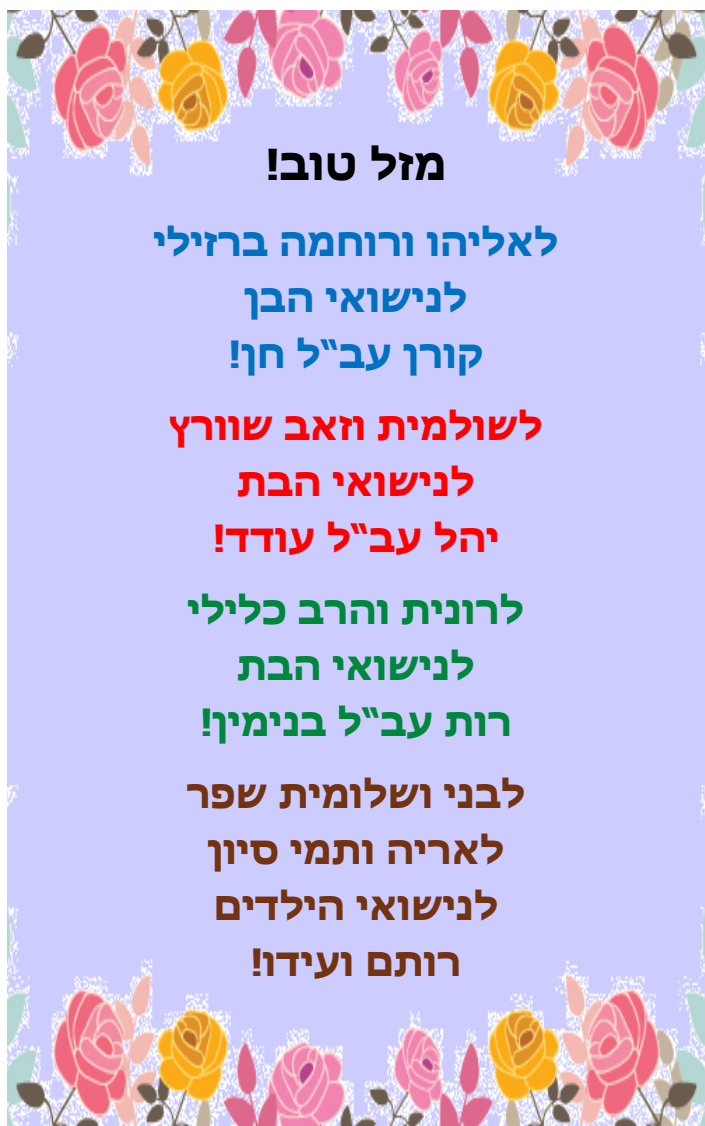 מזל טוב!
לאליהו ורוחמה ברזילי
לנישואי הבן
קורן עב"ל חן!
לשולמית וזאב שוורץ
לנישואי הבת
יהל עב"ל עודד!
לרונית והרב כלילי
לנישואי הבת
רות עב"ל בנימין!
לבני ושלומית שפר
לאריה ותמי סיון
לנישואי הילדים
רותם ועידו!